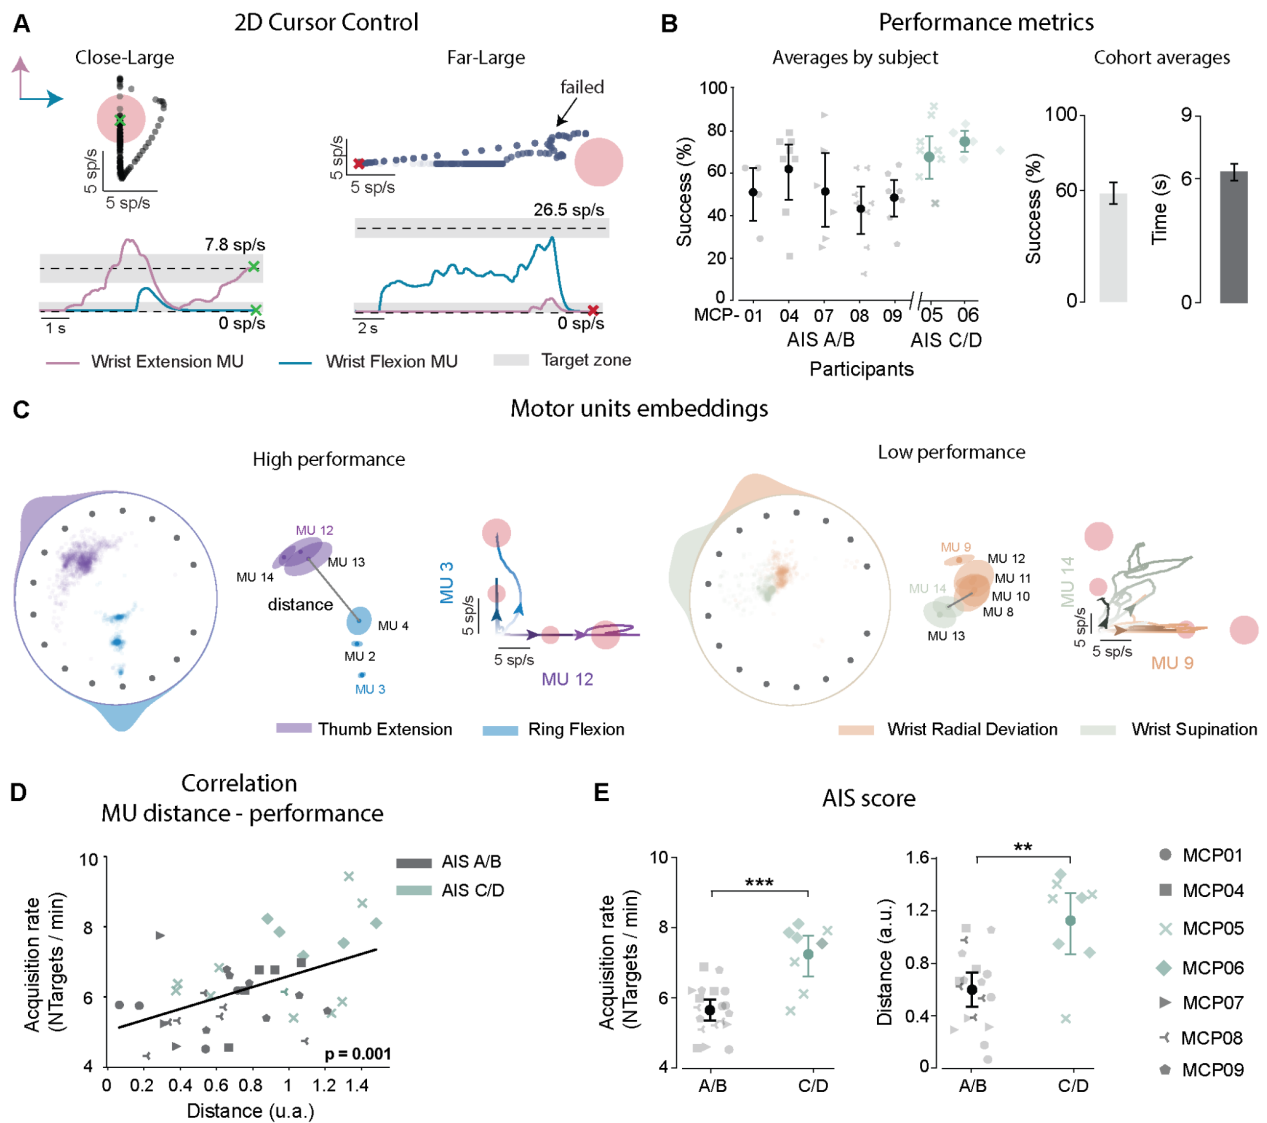 A
2D Cursor Control
Close-Large
Far-Large
failed
5 sp/s
5 sp/s
5 sp/s
5 sp/s
7.8 sp/s
0 sp/s
1 s
26.5 sp/s
0 sp/s
2 s
Wrist Extension MU
Wrist Flexion MU
Target zone
B
Performance metrics
Averages by subject
Cohort averages
Success (%)
100
80
60
40
20
0
MCP- 01 04 07 08 09 05 06
AIS A/B AIS C/D
Participants
Success (%)
100
60
0
Time (s)
9
6
3
0
C
Motor units embeddings
High performance
MU 12
MU 13
MU 14
distance
MU 4
MU 2
MU 3
MU 3
5 sp/s
5 sp/s
MU 12
Thumb Extension
Ring Flexion
Low performance
MU 9
MU 12
MU 11
MU 14
MU 10
MU 8
MU 13
MU 14
5 sp/s
5 sp/s
MU 9
Wrist Radial Deviation
Wrist Supination
D
Correlation
MU distance - performance
Acquisition rate
(NTargets / min)
10
8
6
4
0 0.2 0.4 0.6 0.8 1 1.2 1.4
Distance (u.a.)
AIS A/B
AIS C/D
p = 0.001
E
AIS score
Acquisition rate
(NTargets / min)
10
8
6
4
***
A/B C/D
Distance (a.u.)
1.6
1.2
0.8
0.4
0
**
A/B C/D
MCP01
MCP04
MCP05
MCP06
MCP07
MCP08
MCP09